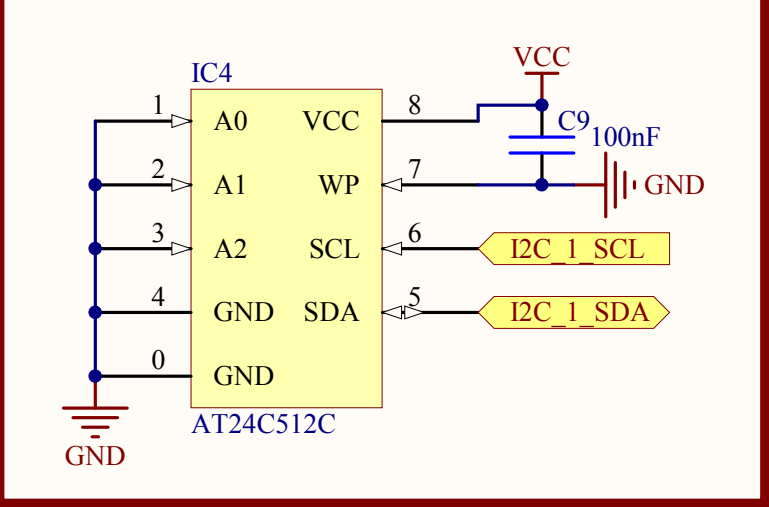 VCC
IC4
1 A0 VCC 8
C9
100nF
2 A1 WP 7
GND
3 A2 SCL 6 I2C_1_SCL
4 GND SDA 5 I2C_1_SDA
0 GND
AT24C512C
GND